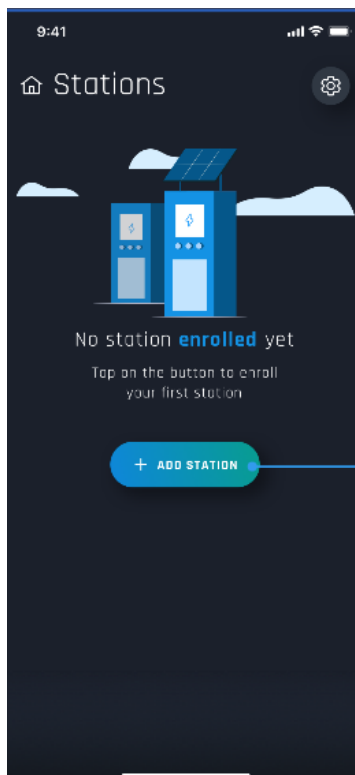 9:41
Stations
No station enrolled yet
Tap on the button to enroll
your first station
+ ADD STATION